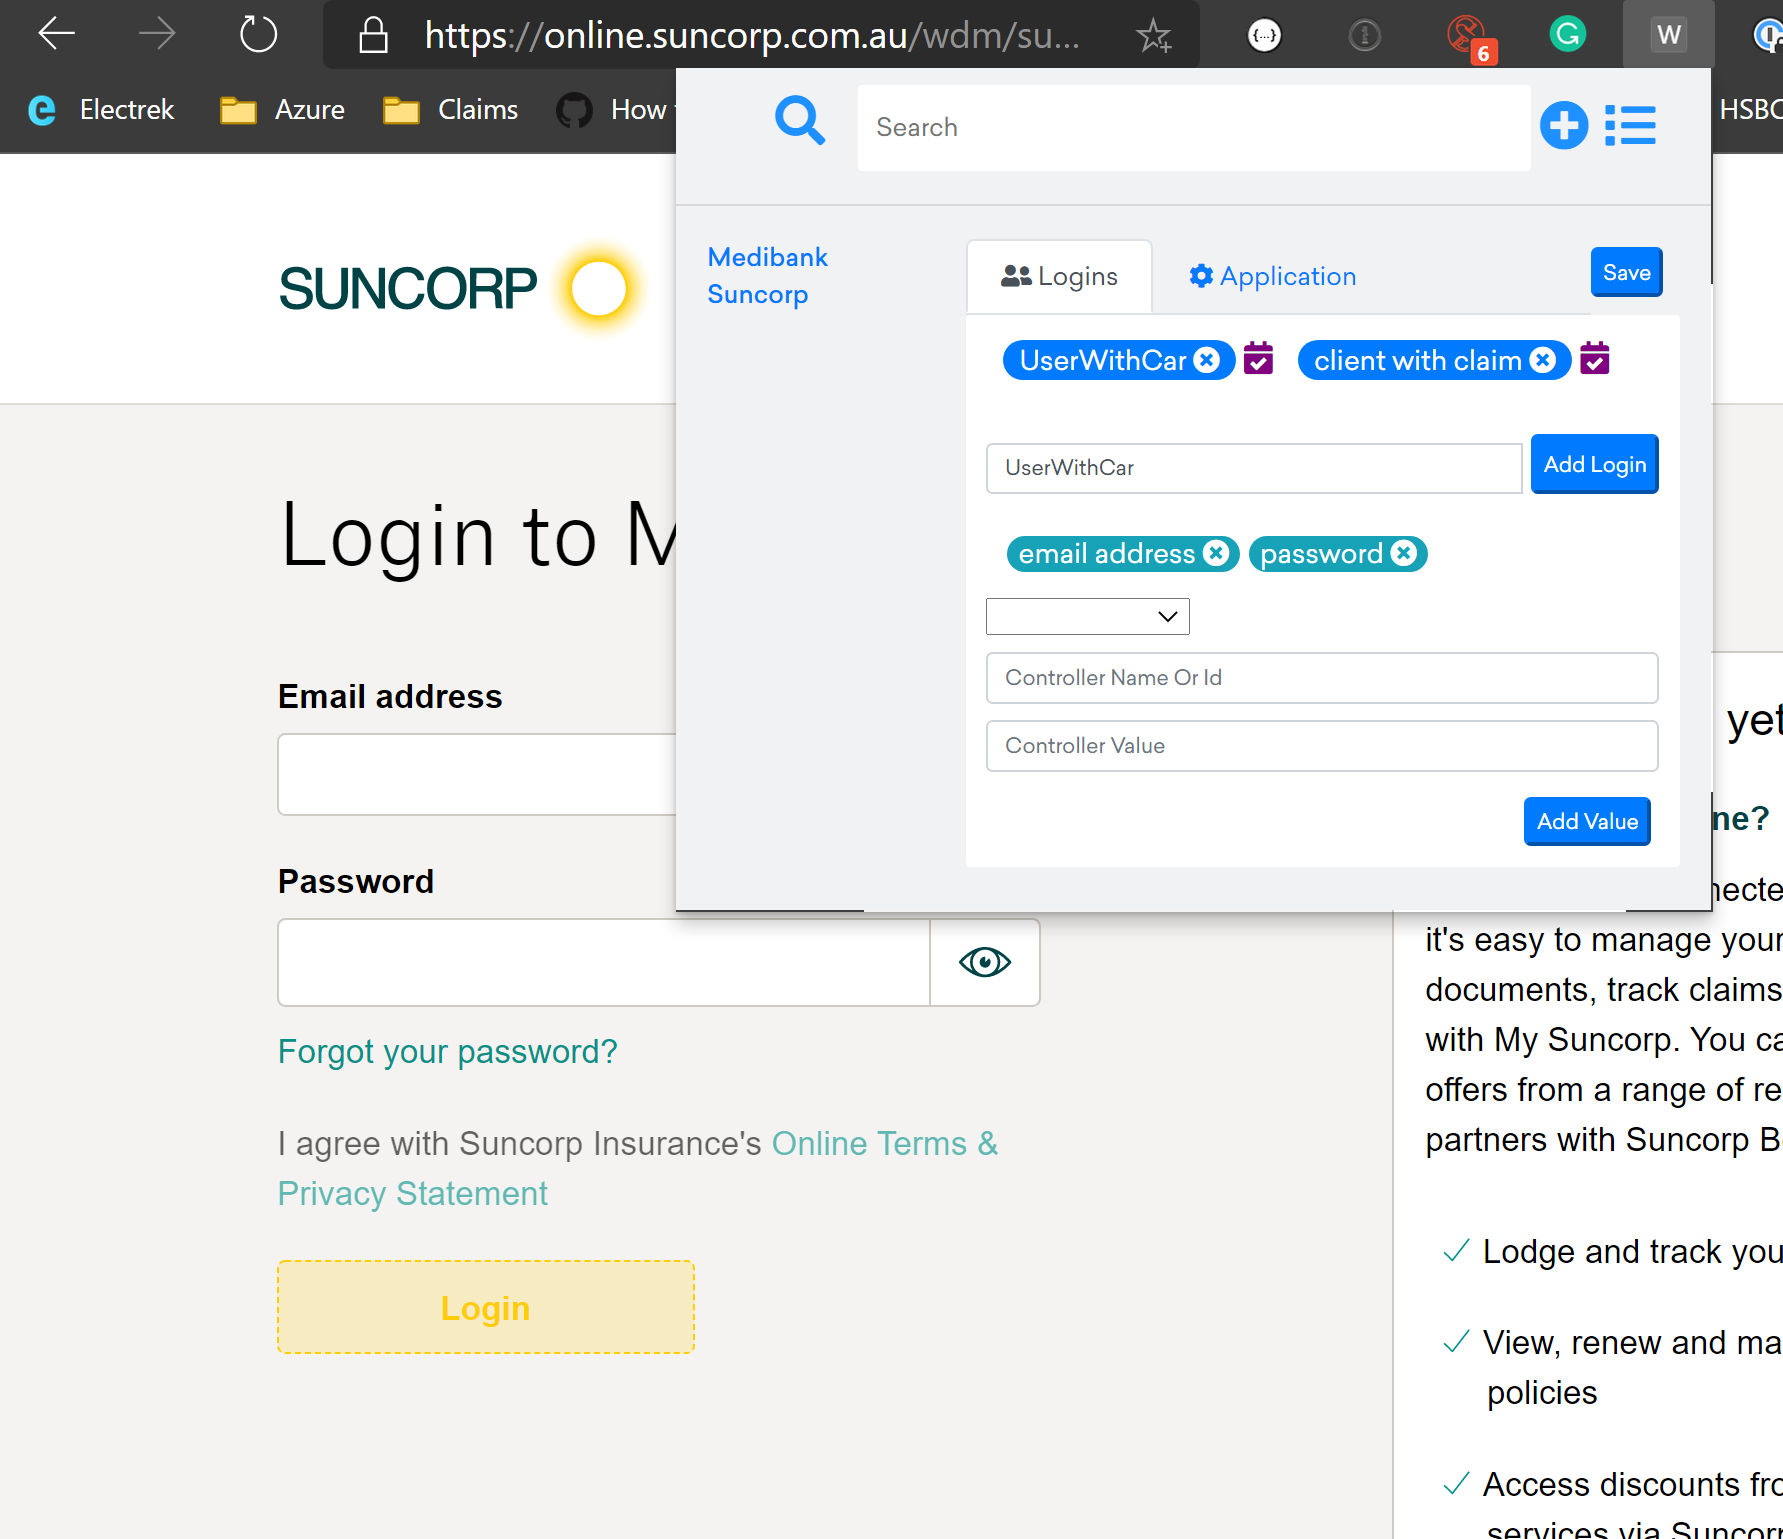 https://online.suncorp.com.au/wdm/su...
{...}
6
G
W
Electrek
Azure
Claims
How
HSBC
Search
SUNCORP
Medibank
Suncorp
Logins
Application
Save
UserWithCar
client with claim
UserWithCar
Add Login
email address
password
Controller Name Or Id
Controller Value
Add Value
Login to M
Email address
Password
Forgot your password?
I agree with Suncorp Insurance's Online Terms &
Privacy Statement
Login
yet
ne?
necte
it's easy to manage your
documents, track claims
with My Suncorp. You ca
offers from a range of re
partners with Suncorp B
Lodge and track you
View, renew and ma
policies
Access discounts fro
services via Suncorp